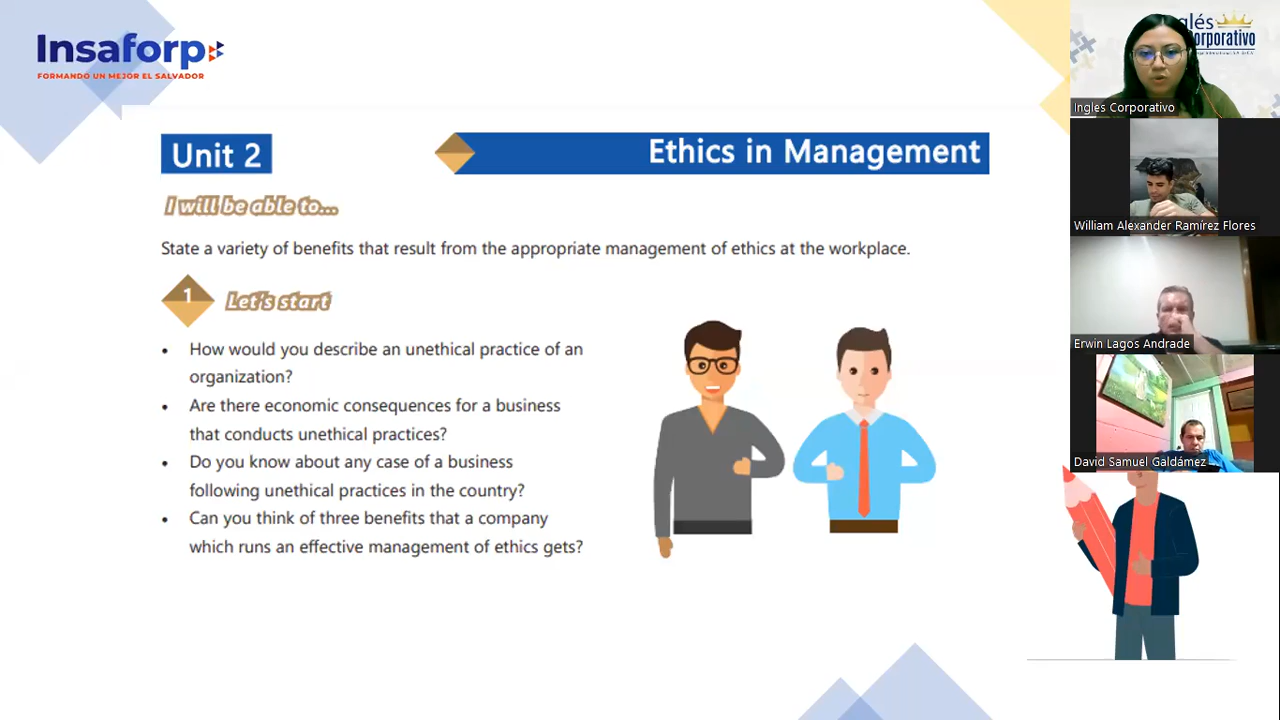 Insaforp
FORMANDO UN MEJOR EL SALVADOR
Unit 2
Ethics in Management
I will be able to...
State a variety of benefits that result from the appropriate management of ethics at the workplace.
1
Let's start
• How would you describe an unethical practice of an
organization?
• Are there economic consequences for a business
that conducts unethical practices?
• Do you know about any case of a business
following unethical practices in the country?
• Can you think of three benefits that a company
which runs an effective management of ethics gets?
Ingles Corporativo
William Alexander Ramírez Flores
Erwin Lagos Andrade
David Samuel Galdámez